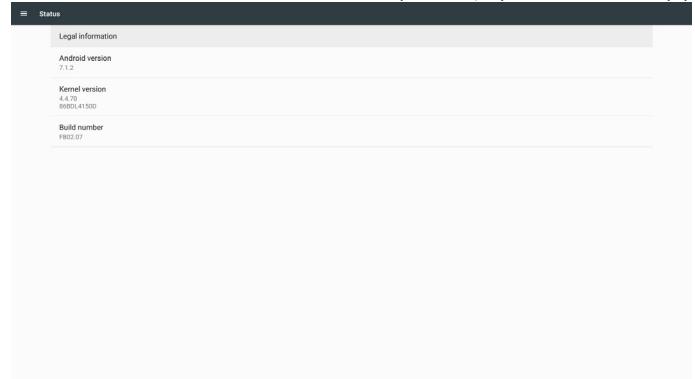 Status
Legal information
Android version
7.1.2
Kernel version
4.4.70
86BDL4150D
Build number
FB02.07